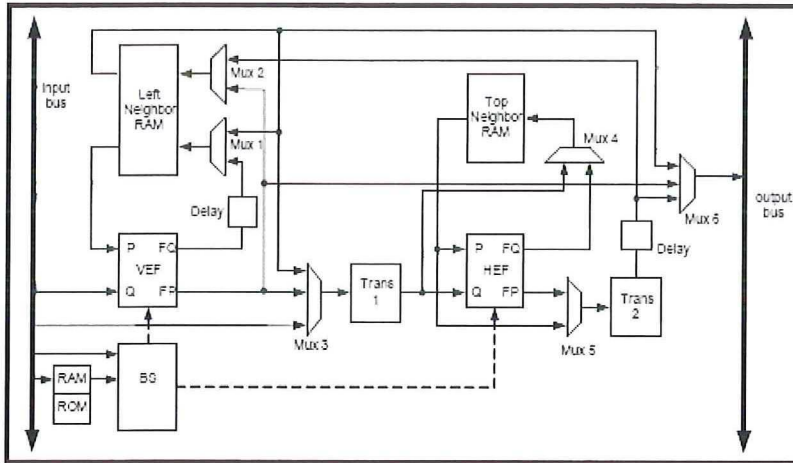 Input
bus
Left
Neighbor
RAM
Mux 2
Mux 1
Delay
P FQ
VEF
Q FP
RAM
ROM
BS
Mux 3
Trans
1
Top
Neighbor
RAM
Mux 4
P FQ
HEF
Q FP
Mux 5
Trans
2
Delay
Mux 6
output
bus